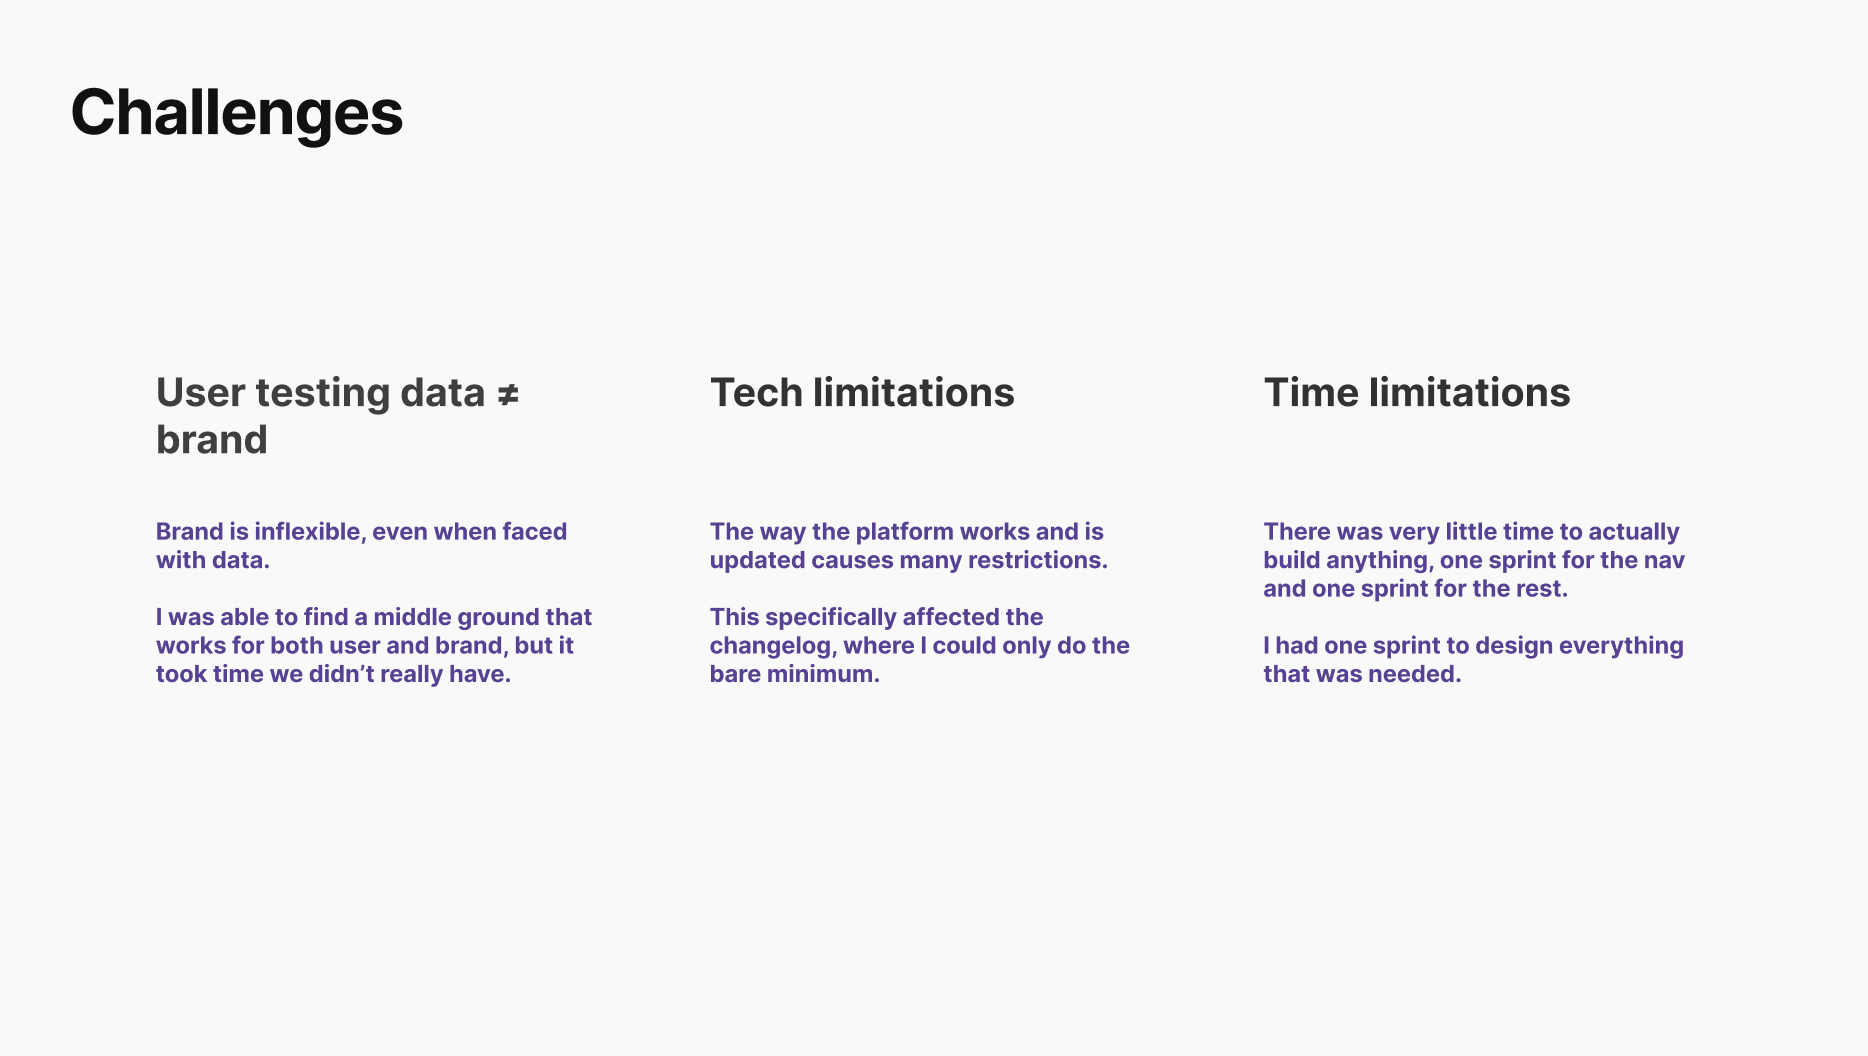 Challenges
User testing data ≠
brand
Brand is inflexible, even when faced
with data.
I was able to find a middle ground that
works for both user and brand, but it
took time we didn’t really have.
Tech limitations
The way the platform works and is
updated causes many restrictions.
This specifically affected the
changelog, where I could only do the
bare minimum.
Time limitations
There was very little time to actually
build anything, one sprint for the nav
and one sprint for the rest.
I had one sprint to design everything
that was needed.